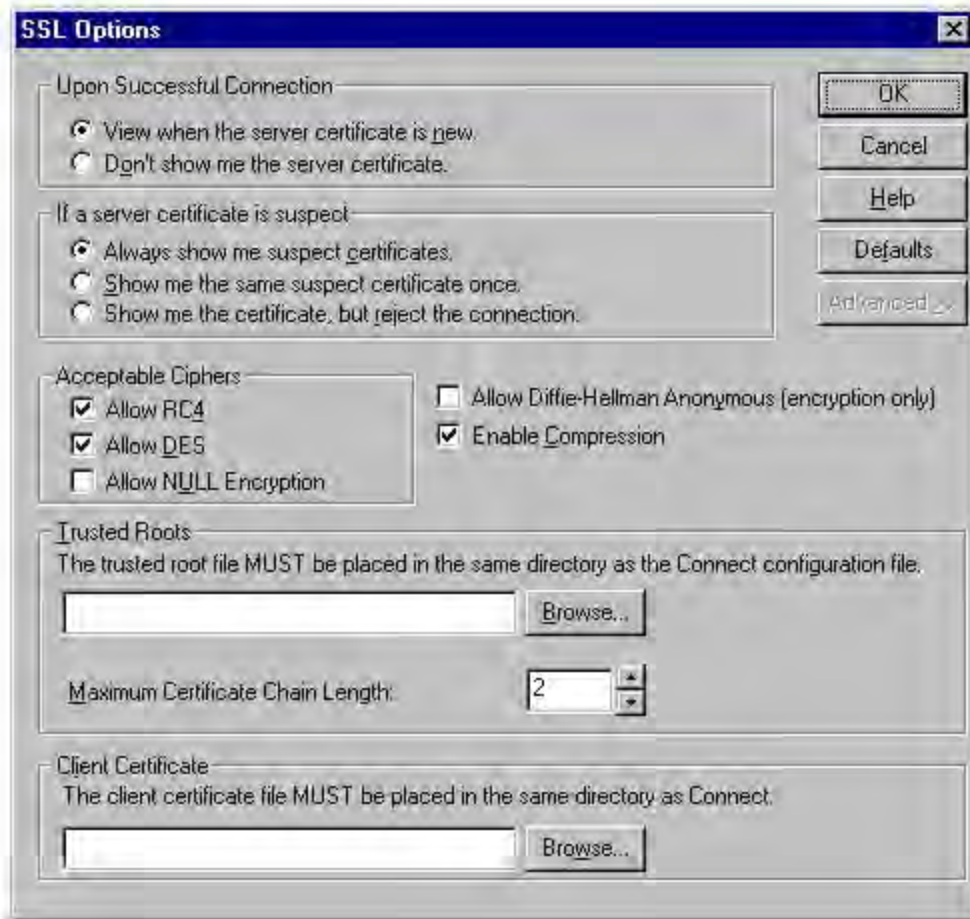 SSL Options
Upon Successful Connection
View when the server certificate is new.
Don't show me the server certificate.
OK
Cancel
Help
Defaults
Advanced >>
If a server certificate is suspect
Always show me suspect certificates.
Show me the same suspect certificate once.
Show me the certificate, but reject the connection.
Acceptable Ciphers
Allow RC4
Allow DES
Allow NULL Encryption
Allow Diffie-Hellman Anonymous (encryption only)
Enable Compression
Trusted Roots
The trusted root file MUST be placed in the same directory as the Connect configuration file.
Browse...
Maximum Certificate Chain Length:
2
Client Certificate
The client certificate file MUST be placed in the same directory as Connect.
Browse...